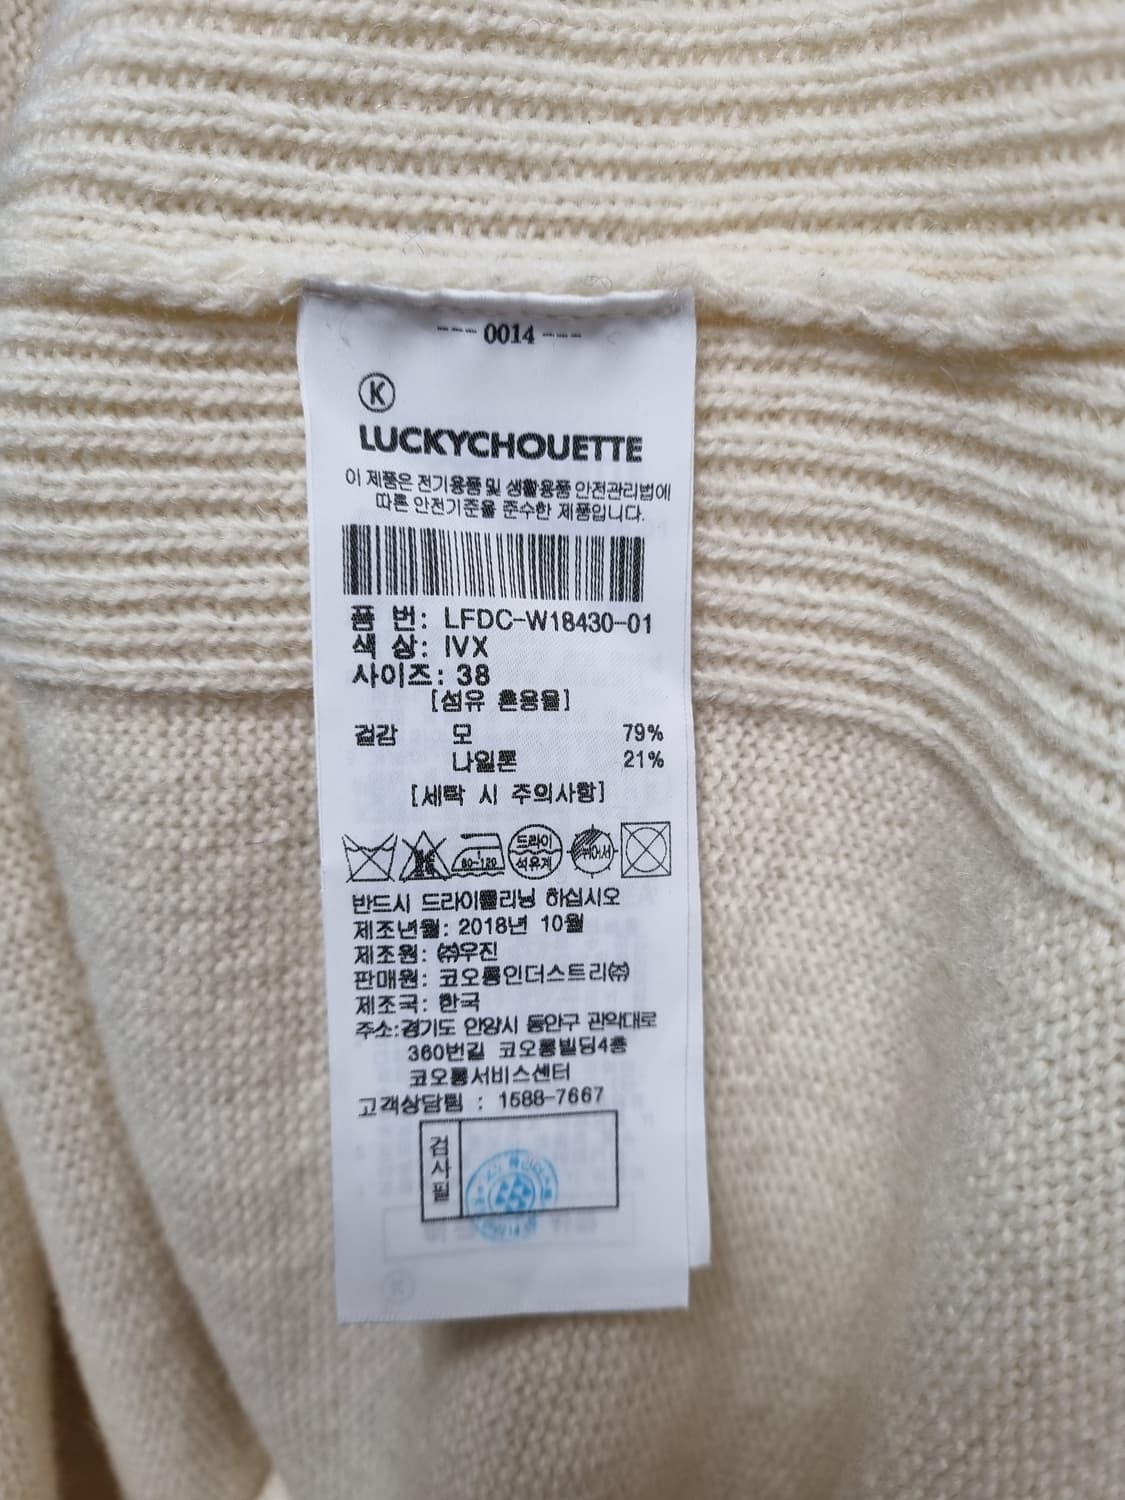 --- 0014 ---
K
LUCKYCHOUETTE
이 제품은 전기용품 및 생활용품 안전관리법에
따른 안전기준을 준수한 제품입니다.
품 번: LFDC-W18430-01
색 상: IVX
사이즈: 38
[섬유 혼용율]
겉감 모 79%
나일론 21%
[세탁 시 주의사항]
80-120 드라이 석유계 뉘어서
반드시 드라이클리닝 하십시오
제조년월: 2018년 10월
제조원: ㈜우진
판매원: 코오롱인더스트리㈜
제조국: 한국
주소:경기도 안양시 동안구 관악대로
360번길 코오롱빌딩4층
코오롱서비스센터
고객상담팀 : 1588-7667
검사필